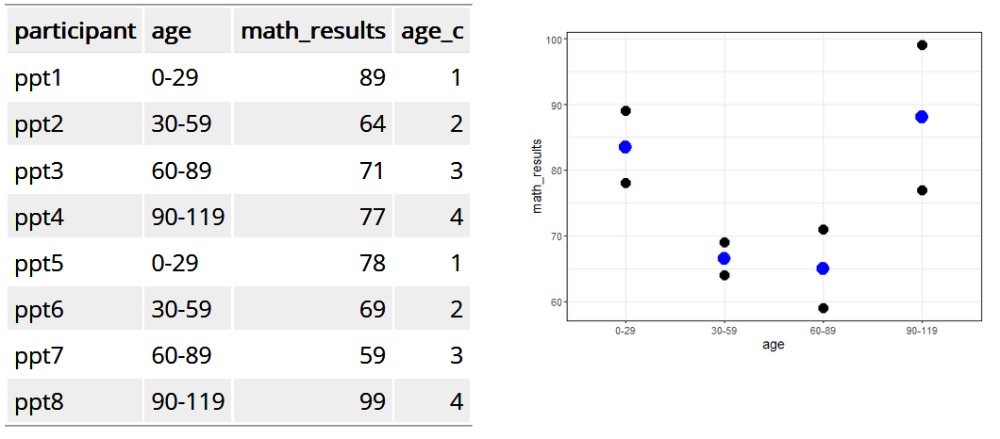 participant age math_results age_c
ppt1 0-29 89 1
ppt2 30-59 64 2
ppt3 60-89 71 3
ppt4 90-119 77 4
ppt5 0-29 78 1
ppt6 30-59 69 2
ppt7 60-89 59 3
ppt8 90-119 99 4
math_results
100
90
80
70
60
0-29 30-59 60-89 90-119
age